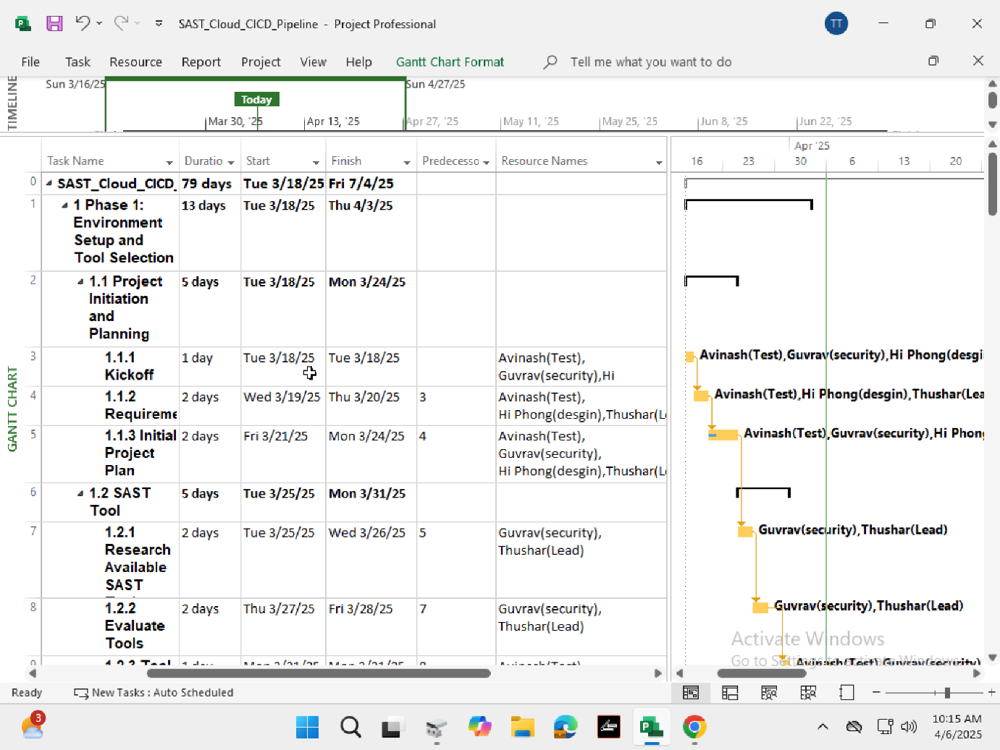 SAST_Cloud_CICD_Pipeline - Project Professional
TT
File Task Resource Report Project View Help Gantt Chart Format Tell me what you want to do
TIMELINE
Sun 3/16/25
Sun 4/27/25
Today
Mar 30, '25 Apr 13, '25 Apr 27, '25 May 11, '25 May 25, '25 Jun 8, '25 Jun 22, '25
GANTT CHART
Task Name Duratio Start Finish Predecesso Resource Names
Apr '25
16 23 30 6 13 20
0 SAST_Cloud_CICD_ 79 days Tue 3/18/25 Fri 7/4/25
1 1 Phase 1: 13 days Tue 3/18/25 Thu 4/3/25
Environment
Setup and
Tool Selection
2 1.1 Project 5 days Tue 3/18/25 Mon 3/24/25
Initiation
and
Planning
3 1.1.1 1 day Tue 3/18/25 Tue 3/18/25 Avinash(Test),
Kickoff Guvrav(security),Hi
Avinash(Test),Guvrav(security),Hi Phong(desgi
4 1.1.2 2 days Wed 3/19/25 Thu 3/20/25 3 Avinash(Test),
Requireme Hi Phong(desgin),Thushar(L
Avinash(Test),Hi Phong(desgin),Thushar(Lea
5 1.1.3 Initial 2 days Fri 3/21/25 Mon 3/24/25 4 Avinash(Test),
Project Guvrav(security),
Plan Hi Phong(desgin),Thushar(L
Avinash(Test),Guvrav(security),Hi Phong
6 1.2 SAST 5 days Tue 3/25/25 Mon 3/31/25
Tool
7 1.2.1 2 days Tue 3/25/25 Wed 3/26/25 5 Guvrav(security),
Research Thushar(Lead)
Available
SAST
Guvrav(security),Thushar(Lead)
8 1.2.2 2 days Thu 3/27/25 Fri 3/28/25 7 Guvrav(security),
Evaluate Thushar(Lead)
Tools
Guvrav(security),Thushar(Lead)
Activate Windows
Go to Settings to activate Windows.
Avinash(Test),Guvrav(security)
Ready New Tasks : Auto Scheduled
3
10:15 AM
4/6/2025